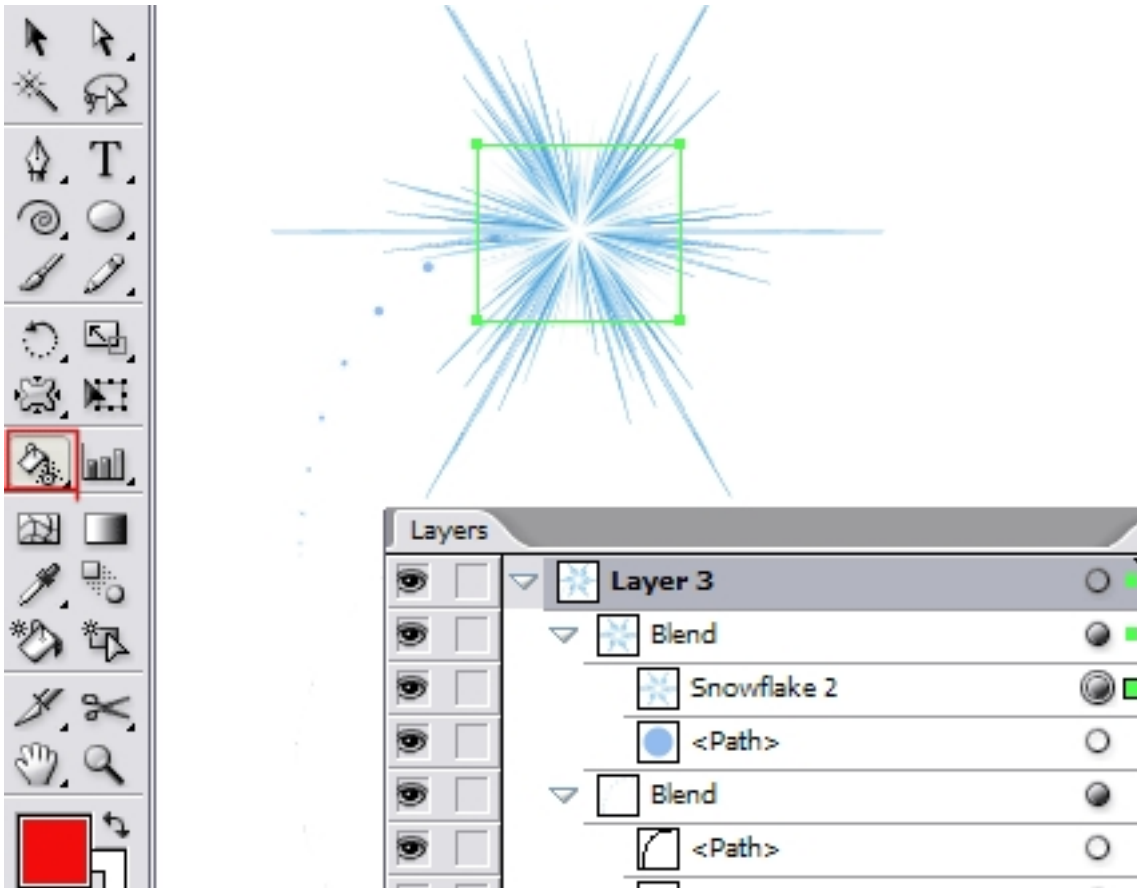 T
Layers
Layer 3
Blend
Snowflake 2
<Path>
Blend
<Path>